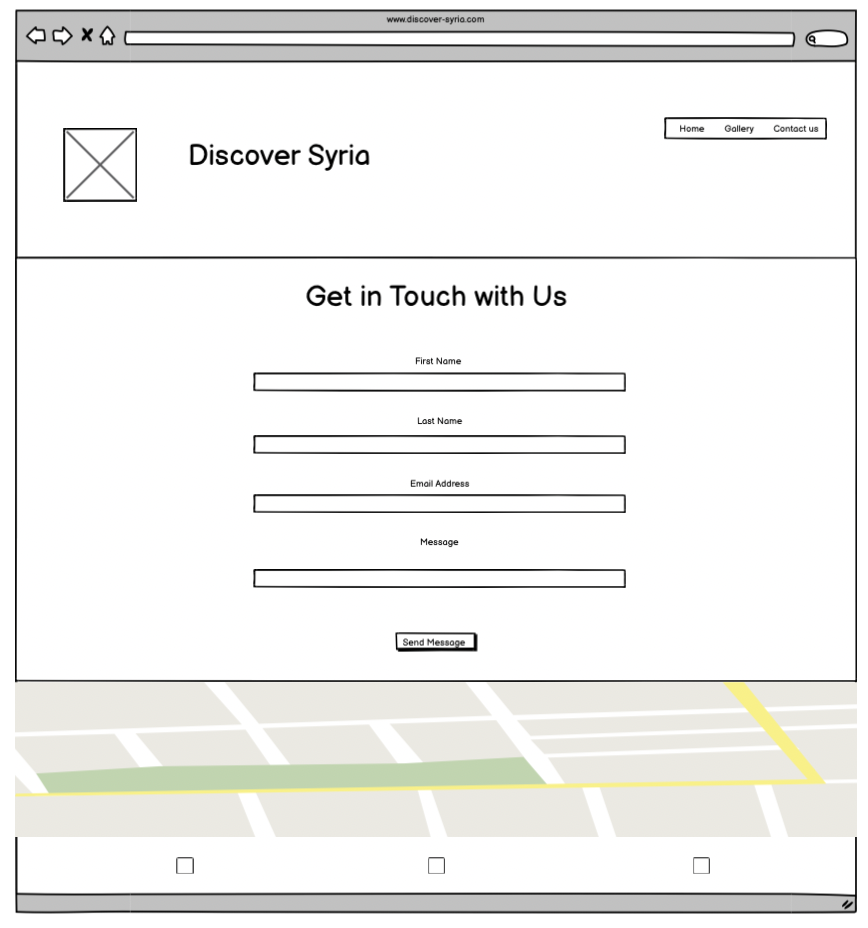 www.discover-syria.com
Home Gallery Contact us
Discover Syria
Get in Touch with Us
First Name
Last Name
Email Address
Message
Send Message